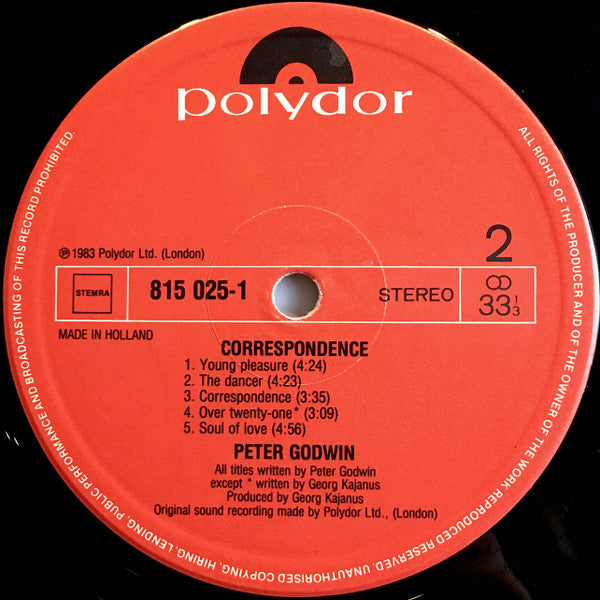 polydor
℗ 1983 Polydor Ltd. (London)
2
STEMRA
815 025-1
STEREO
33 1/3
MADE IN HOLLAND
CORRESPONDENCE
1. Young pleasure (4:24)
2. The dancer (4:23)
3. Correspondence (3:35)
4. Over twenty-one* (3:09)
5. Soul of love (4:56)
PETER GODWIN
All titles written by Peter Godwin
except * written by Georg Kajanus
Produced by Georg Kajanus
Original sound recording made by Polydor Ltd., (London)
ALL RIGHTS OF THE PRODUCER AND OF THE OWNER OF THE WORK REPRODUCED RESERVED. UNAUTHORISED COPYING, HIRING, LENDING, PUBLIC PERFORMANCE AND BROADCASTING OF THIS RECORD PROHIBITED.